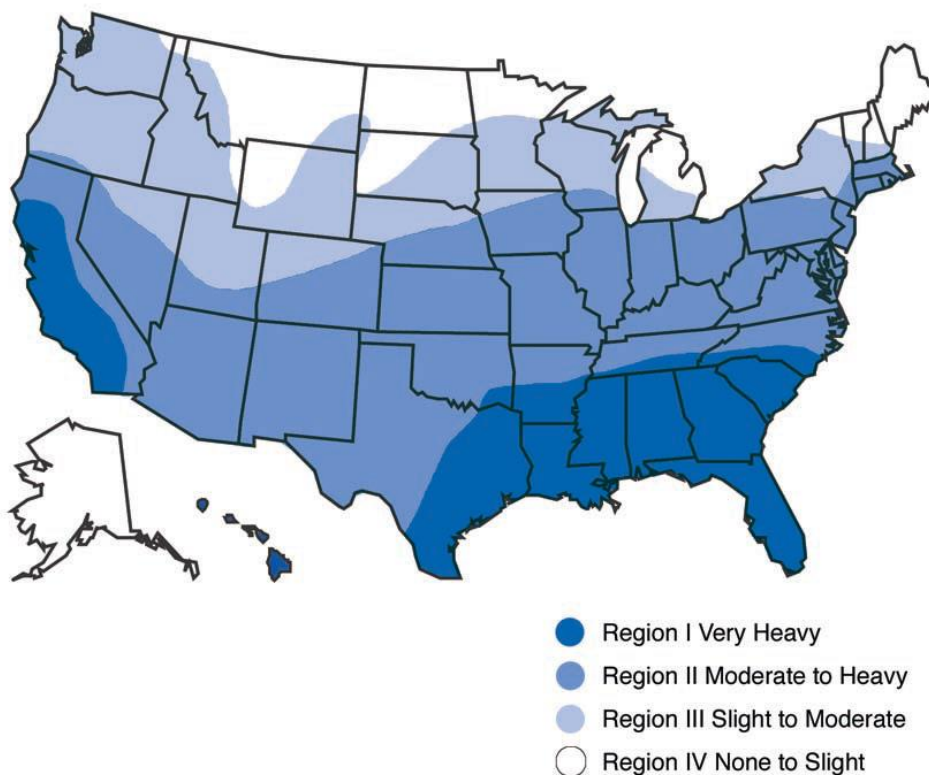 Region I Very Heavy
Region II Moderate to Heavy
Region III Slight to Moderate
Region IV None to Slight